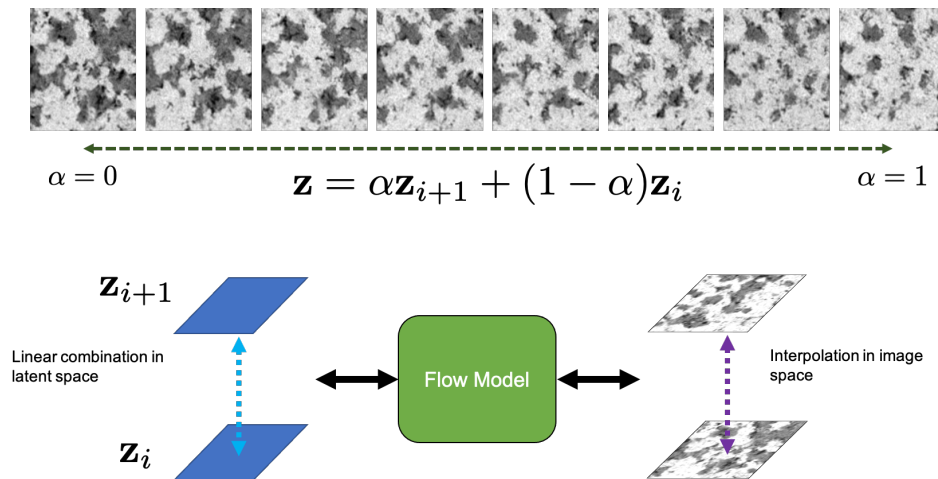 α = 0
z = αz_{i+1} + (1 − α)z_i
α = 1
z_{i+1}
Linear combination in
latent space
Flow Model
Interpolation in image
space
z_i